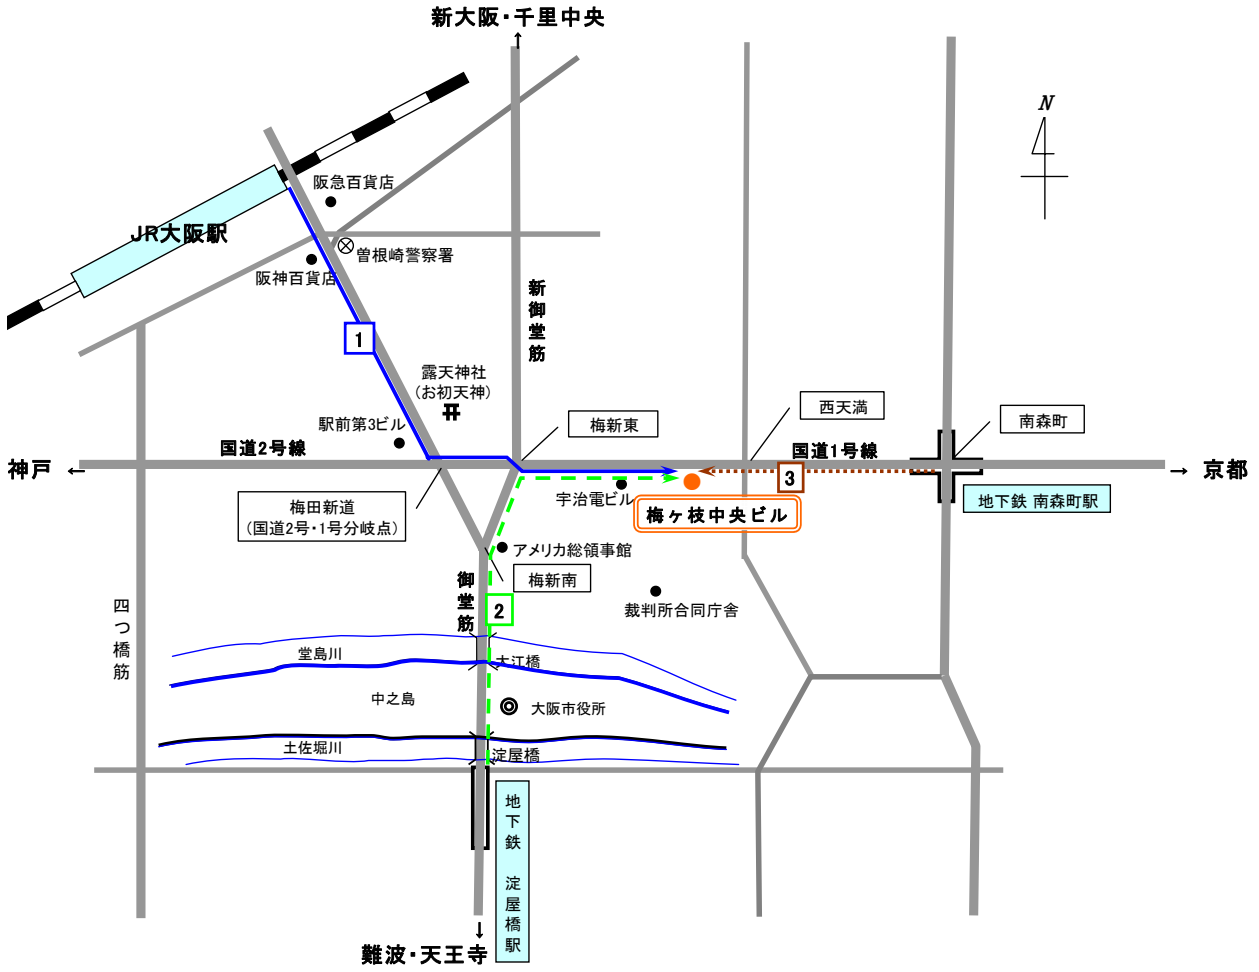 新大阪・千里中央
N
阪急百貨店
JR大阪駅
曽根崎警察署
阪神百貨店
新御堂筋
1
露天神社
(お初天神)
駅前第3ビル
梅新東
西天満
南森町
国道2号線
国道1号線
神戸 ←
→ 京都
3
地下鉄 南森町駅
宇治電ビル
梅ヶ枝中央ビル
梅田新道
(国道2号・1号分岐点)
アメリカ総領事館
梅新南
御堂筋
2
裁判所合同庁舎
四つ橋筋
堂島川
大江橋
中之島
大阪市役所
土佐堀川
淀屋橋
地下鉄 淀屋橋駅
難波・天王寺